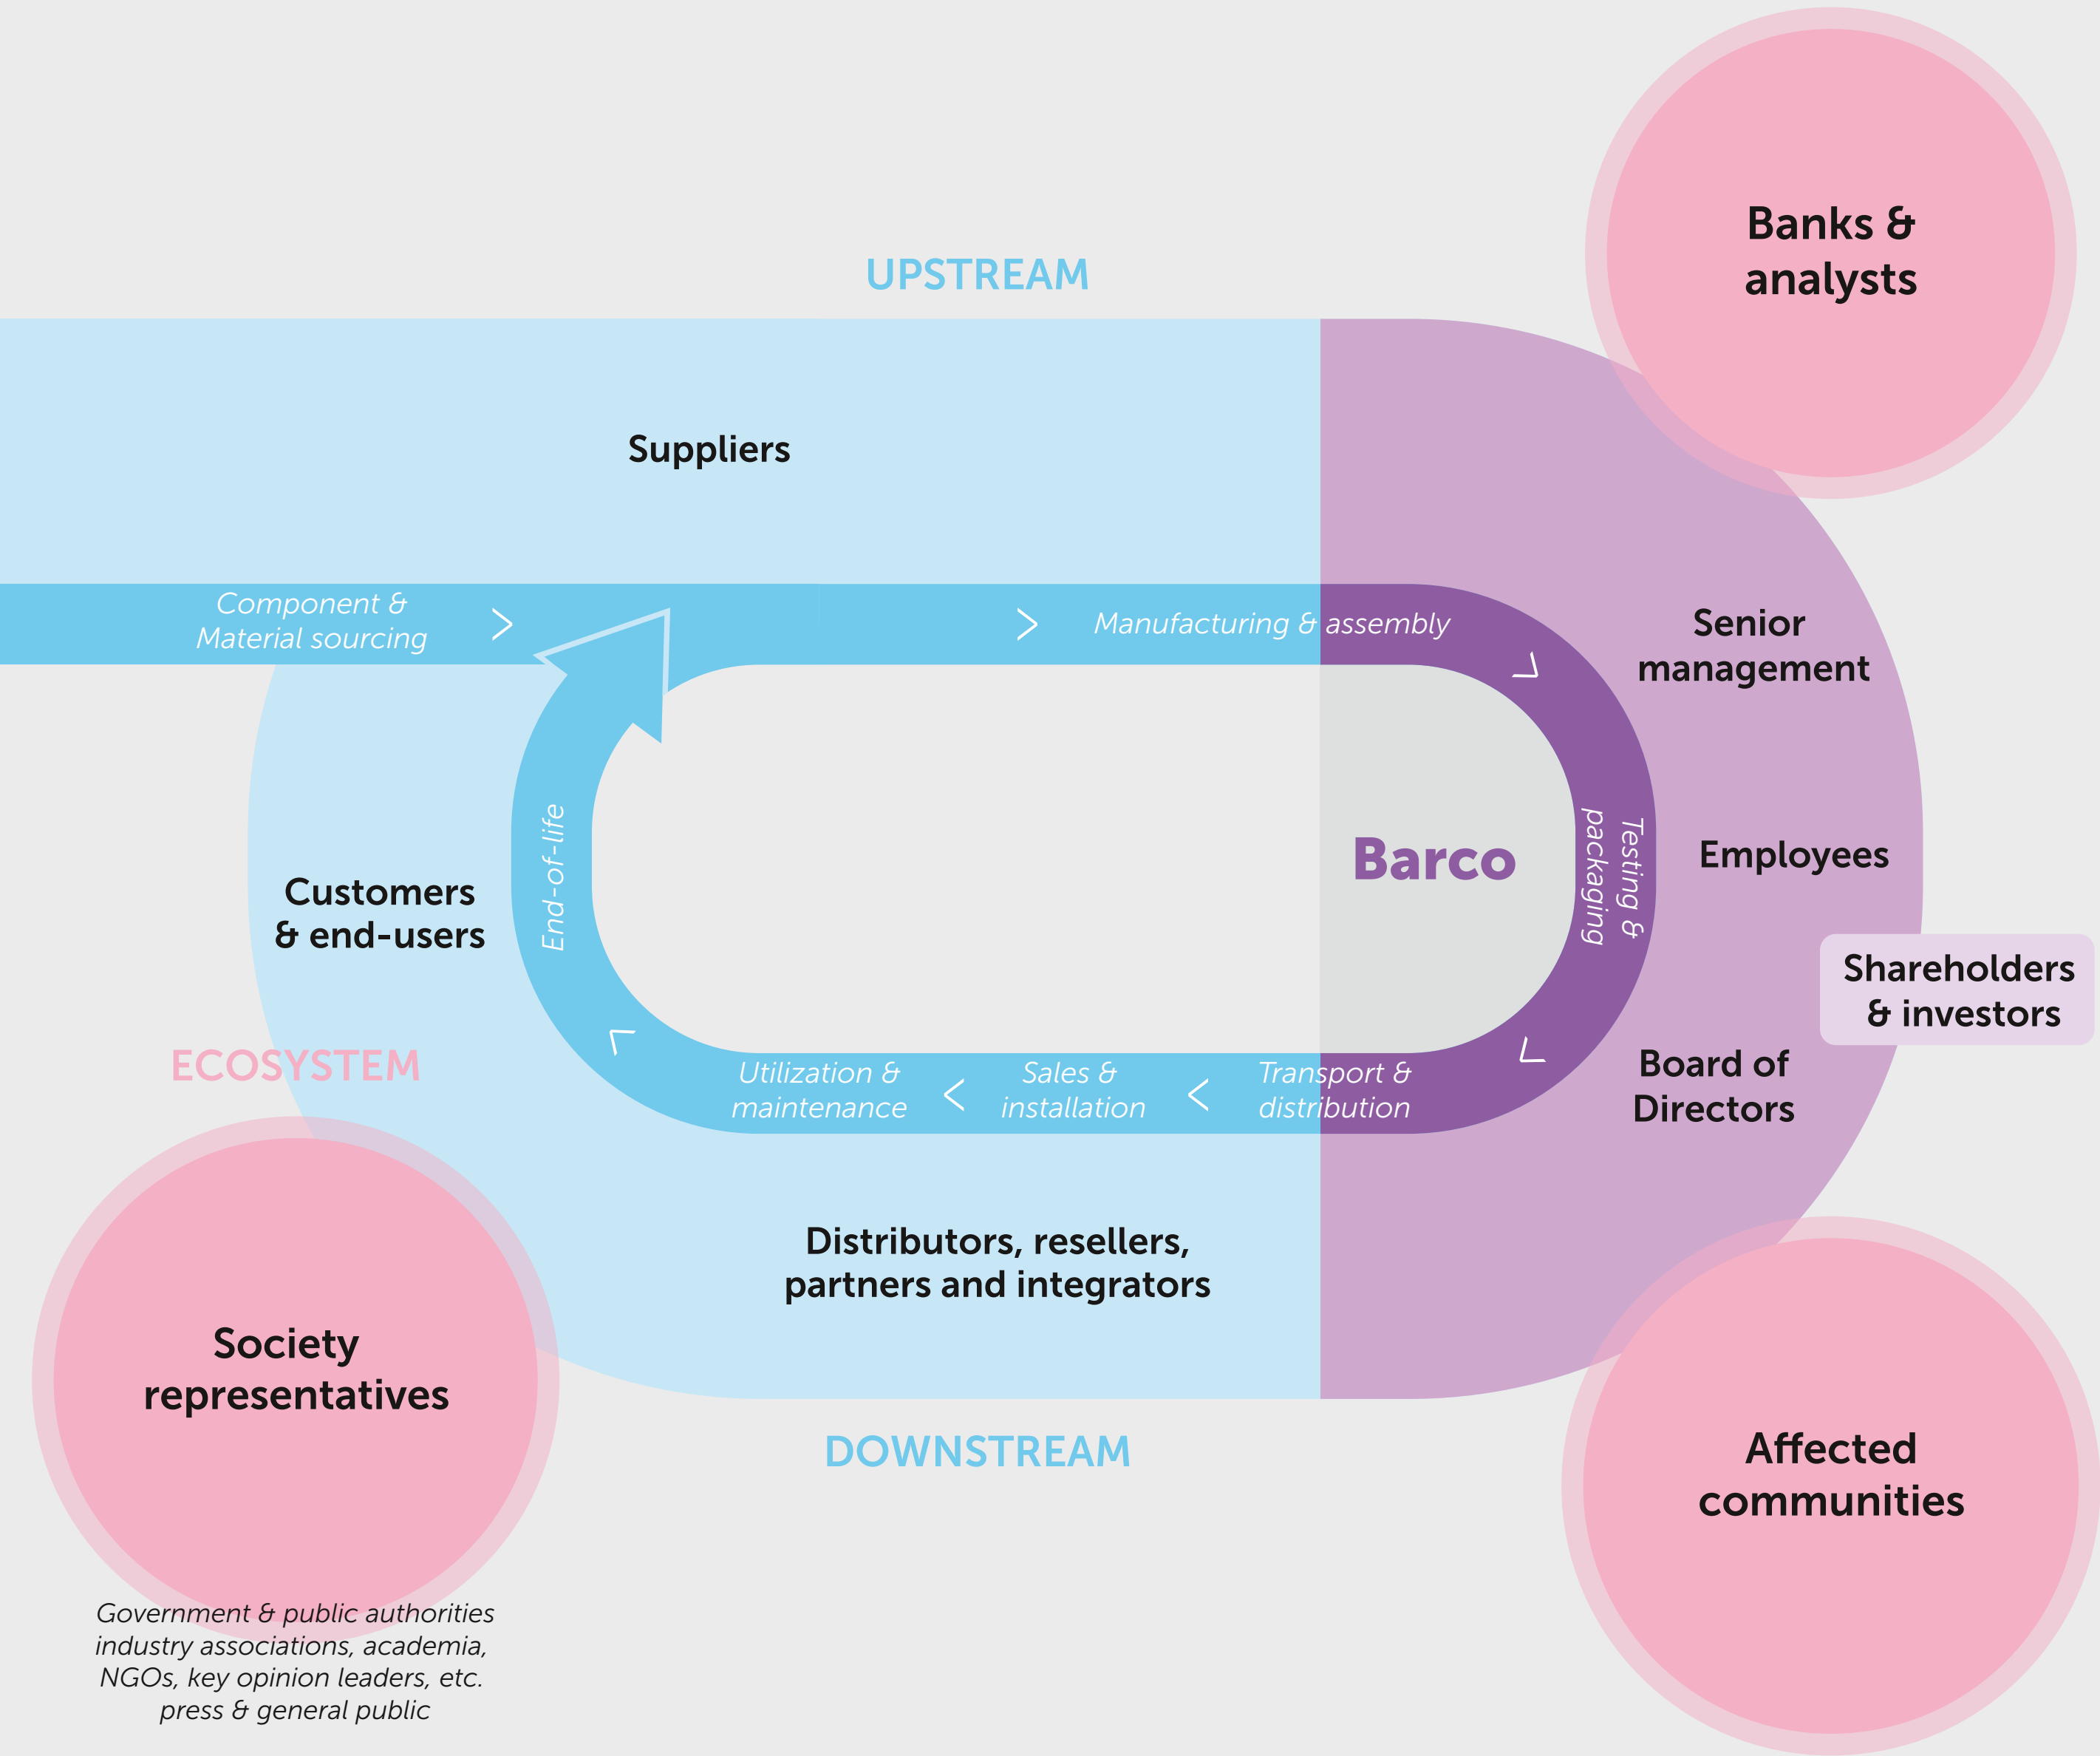 Banks &
analysts
UPSTREAM
Suppliers
Component &
Material sourcing
>
>
Manufacturing & assembly
>
Senior
management
Testing &
packaging
Barco
Employees
Shareholders
& investors
Board of
Directors
>
Transport &
distribution
<
Sales &
installation
<
Utilization &
maintenance
<
End-of-life
Customers
& end-users
ECOSYSTEM
Distributors, resellers,
partners and integrators
DOWNSTREAM
Society
representatives
Government & public authorities
industry associations, academia,
NGOs, key opinion leaders, etc.
press & general public
Affected
communities